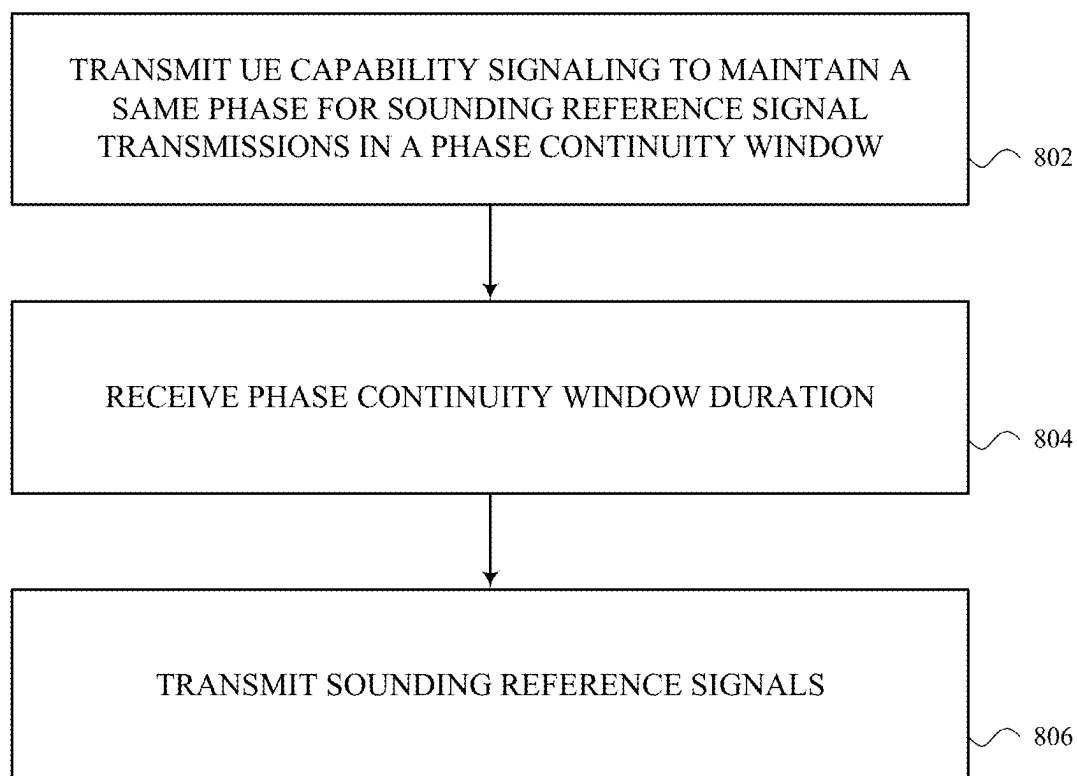 TRANSMIT UE CAPABILITY SIGNALING TO MAINTAIN A
SAME PHASE FOR SOUNDING REFERENCE SIGNAL
TRANSMISSIONS IN A PHASE CONTINUITY WINDOW
802
RECEIVE PHASE CONTINUITY WINDOW DURATION
804
TRANSMIT SOUNDING REFERENCE SIGNALS
806